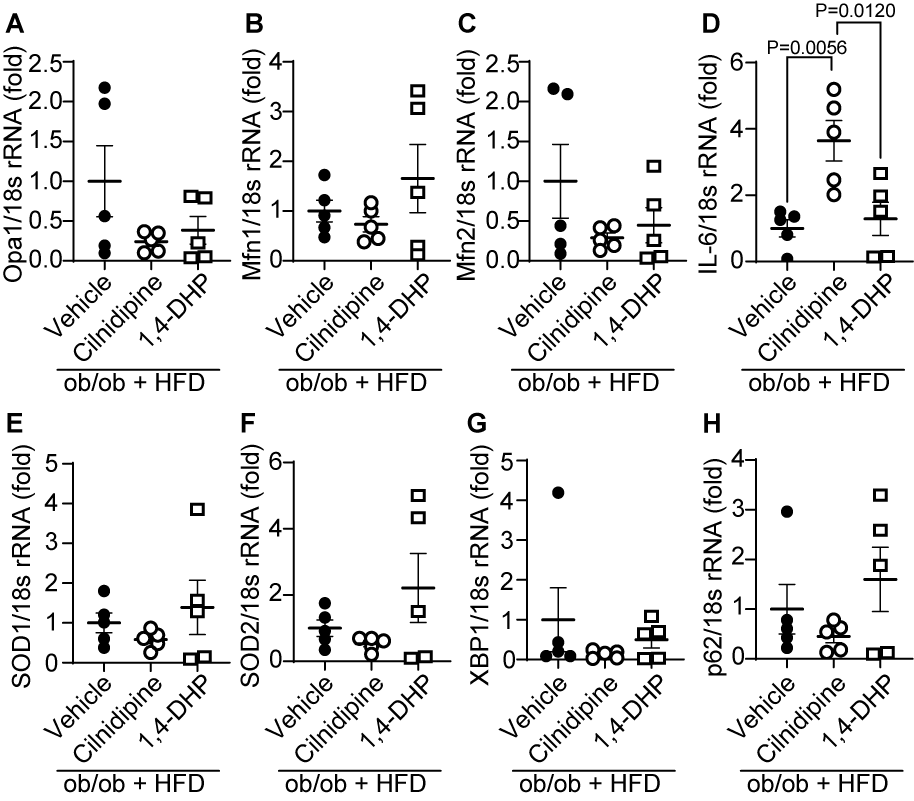 A
Opa1/18s rRNA (fold)
2.5
2.0
1.5
1.0
0.5
0.0
Vehicle
Cilnidipine
1,4-DHP
ob/ob + HFD
B
Mfn1/18s rRNA (fold)
4
3
2
1
0
Vehicle
Cilnidipine
1,4-DHP
ob/ob + HFD
C
Mfn2/18s rRNA (fold)
2.5
2.0
1.5
1.0
0.5
0.0
Vehicle
Cilnidipine
1,4-DHP
ob/ob + HFD
D
P=0.0120
P=0.0056
IL-6/18s rRNA (fold)
6
4
2
0
Vehicle
Cilnidipine
1,4-DHP
ob/ob + HFD
E
SOD1/18s rRNA (fold)
5
4
3
2
1
0
Vehicle
Cilnidipine
1,4-DHP
ob/ob + HFD
F
SOD2/18s rRNA (fold)
6
4
2
0
Vehicle
Cilnidipine
1,4-DHP
ob/ob + HFD
G
XBP1/18s rRNA (fold)
5
4
3
2
1
0
Vehicle
Cilnidipine
1,4-DHP
ob/ob + HFD
H
p62/18s rRNA (fold)
4
3
2
1
0
Vehicle
Cilnidipine
1,4-DHP
ob/ob + HFD